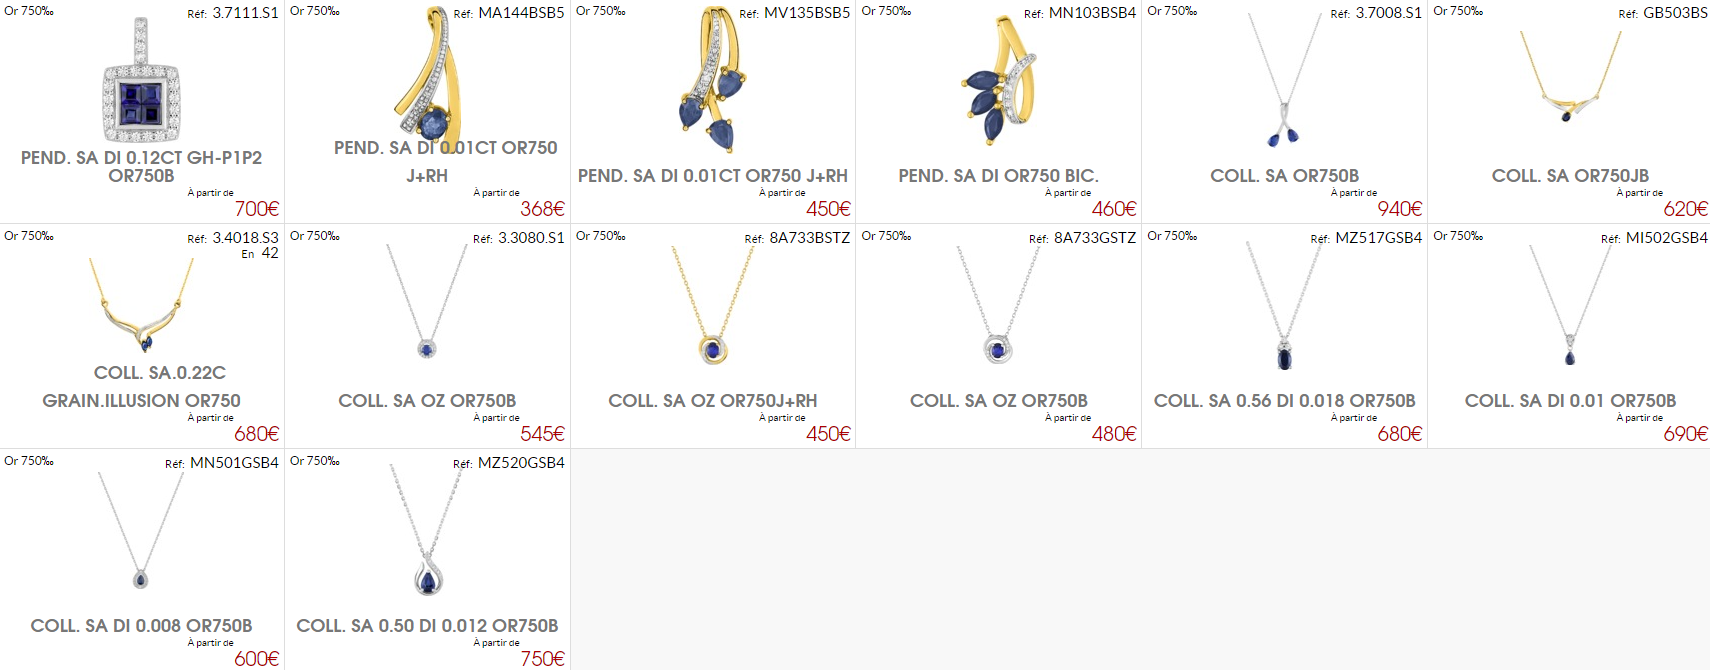 Or 750‰
Réf: 3.7111.S1
PEND. SA DI 0.12CT GH-P1P2
OR750B
À partir de
700€
Or 750‰
Réf: MA144BSB5
PEND. SA DI 0.01CT OR750
J+RH
À partir de
368€
Or 750‰
Réf: MV135BSB5
PEND. SA DI 0.01CT OR750 J+RH
À partir de
450€
Or 750‰
Réf: MN103BSB4
PEND. SA DI OR750 BIC.
À partir de
460€
Or 750‰
Réf: 3.7008.S1
COLL. SA OR750B
À partir de
940€
Or 750‰
Réf: GB503BS
COLL. SA OR750JB
À partir de
620€
Or 750‰
Réf: 3.4018.S3
En 42
COLL. SA.0.22C
GRAIN.ILLUSION OR750
À partir de
680€
Or 750‰
Réf: 3.3080.S1
COLL. SA OZ OR750B
À partir de
545€
Or 750‰
Réf: 8A733BSTZ
COLL. SA OZ OR750J+RH
À partir de
450€
Or 750‰
Réf: 8A733GSTZ
COLL. SA OZ OR750B
À partir de
480€
Or 750‰
Réf: MZ517GSB4
COLL. SA 0.56 DI 0.018 OR750B
À partir de
680€
Or 750‰
Réf: MI502GSB4
COLL. SA DI 0.01 OR750B
À partir de
690€
Or 750‰
Réf: MN501GSB4
COLL. SA DI 0.008 OR750B
À partir de
600€
Or 750‰
Réf: MZ520GSB4
COLL. SA 0.50 DI 0.012 OR750B
À partir de
750€